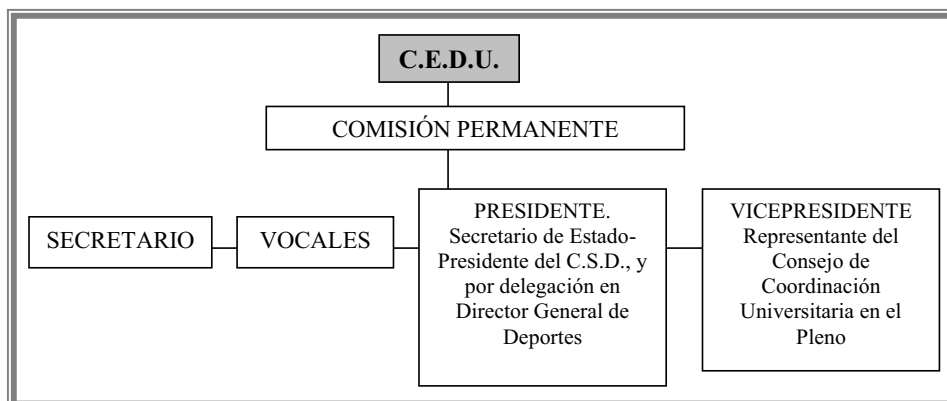 C.E.D.U.
COMISIÓN PERMANENTE
SECRETARIO
VOCALES
PRESIDENTE.
Secretario de Estado-
Presidente del C.S.D., y
por delegación en
Director General de
Deportes
VICEPRESIDENTE
Representante del
Consejo de
Coordinación
Universitaria en el
Pleno